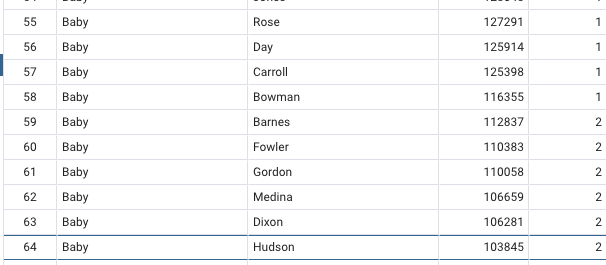 55 Baby Rose 127291 1
56 Baby Day 125914 1
57 Baby Carroll 125398 1
58 Baby Bowman 116355 1
59 Baby Barnes 112837 2
60 Baby Fowler 110383 2
61 Baby Gordon 110058 2
62 Baby Medina 106659 2
63 Baby Dixon 106281 2
64 Baby Hudson 103845 2